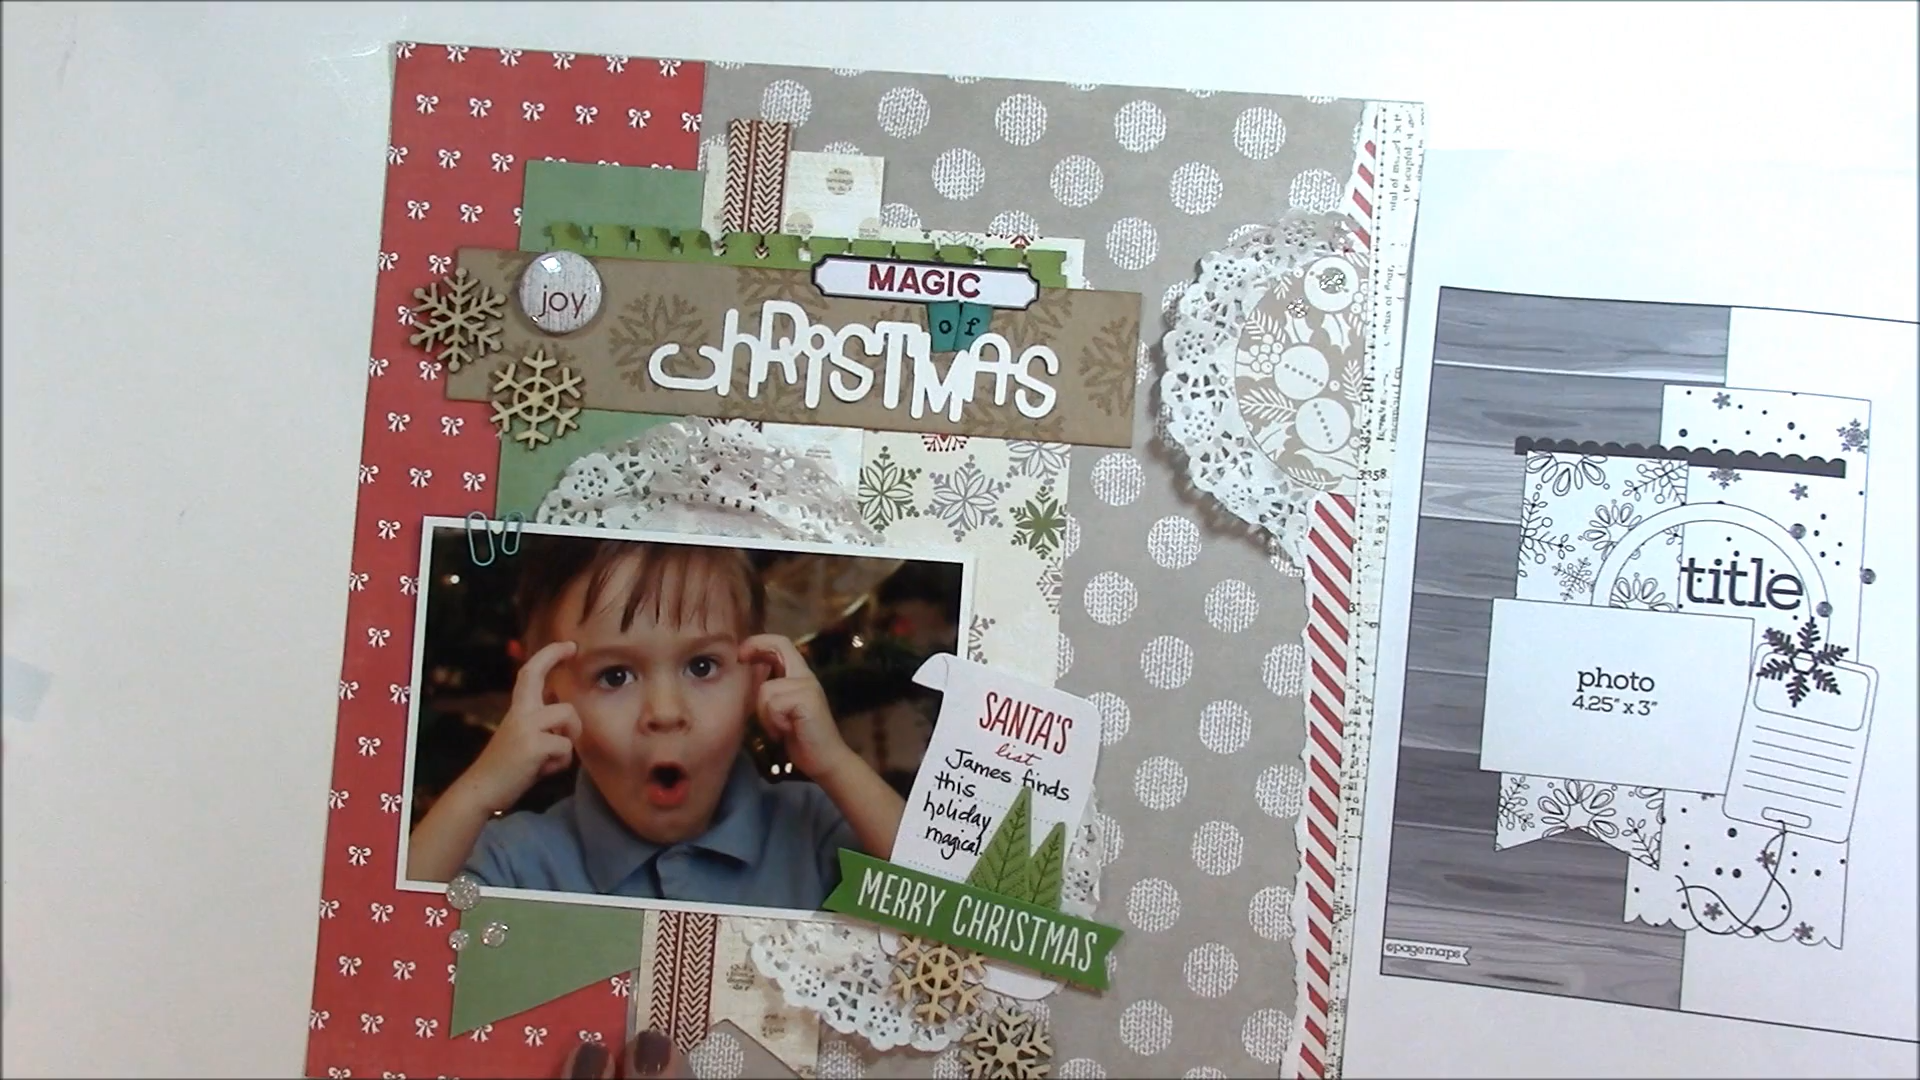 joy
MAGIC
of
CHRISTMAS
SANTA'S
list
James finds
this
holiday
magical.
MERRY CHRISTMAS
3358
title
photo
4.25" x 3"
©pagemaps